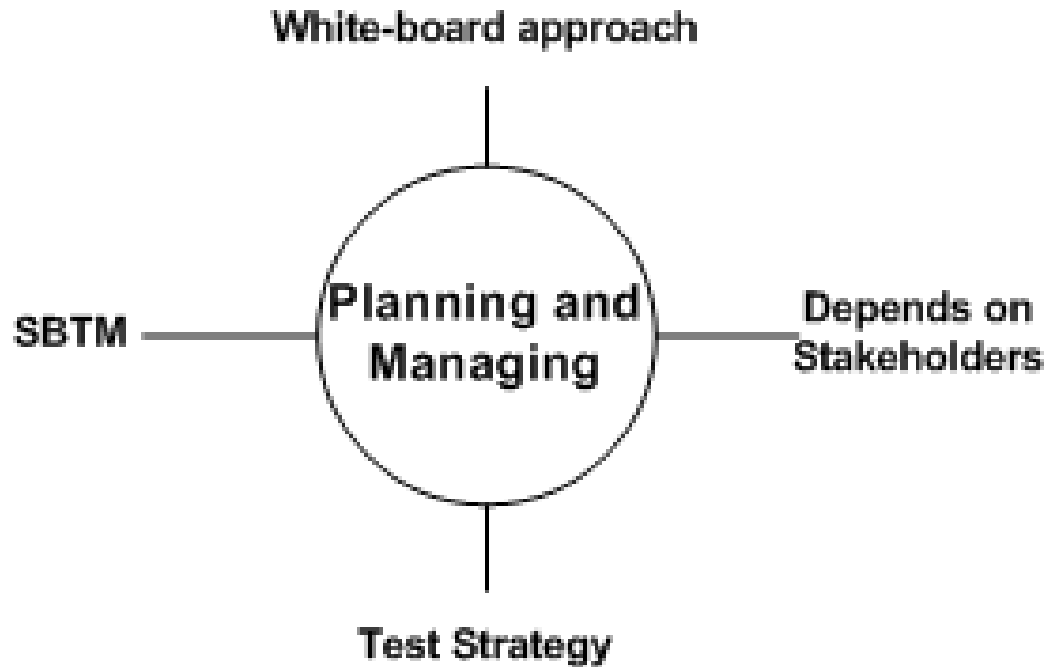 White-board approach
SBTM
Planning and
Managing
Depends on
Stakeholders
Test Strategy